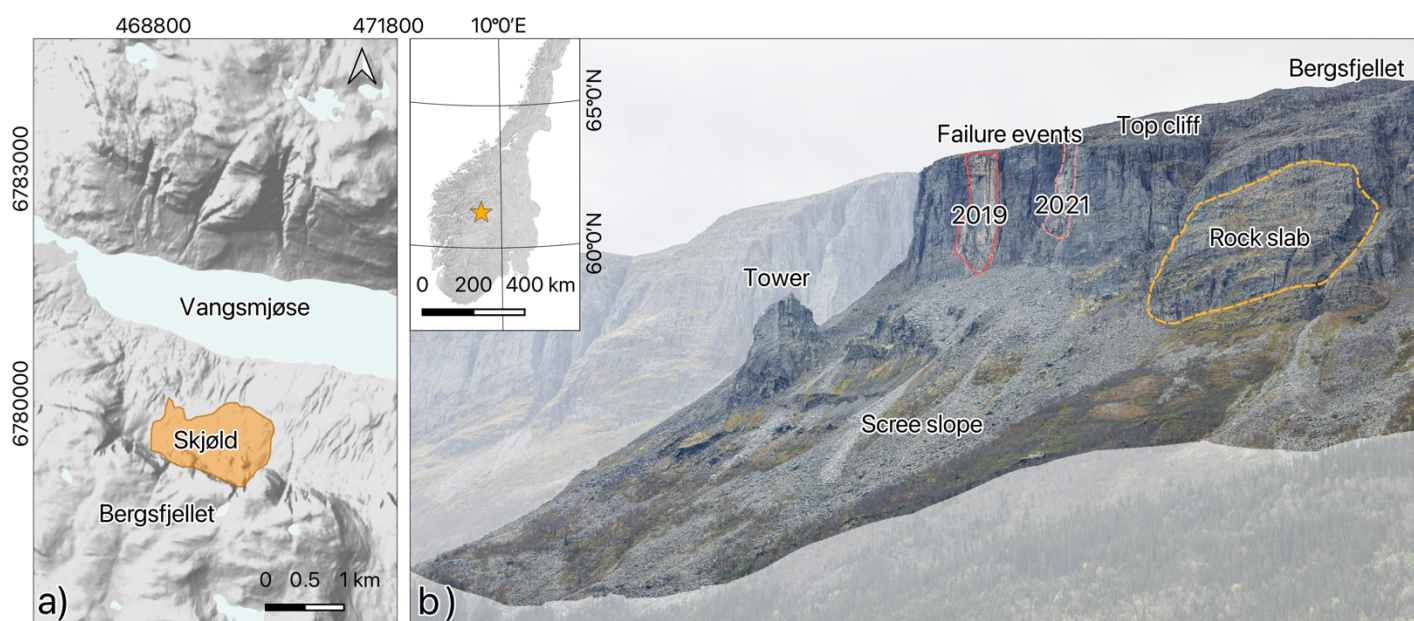 468800
471800
6783000
6780000
Vangsmjøse
Skjøld
Bergsfjellet
0 0.5 1 km
a)
10°0'E
65°0'N
60°0'N
0 200 400 km
Bergsfjellet
Failure events
Top cliff
2019
2021
Rock slab
Tower
Scree slope
b)